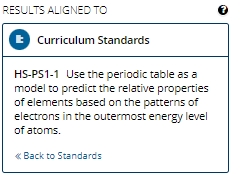 RESULTS ALIGNED TO ?
Curriculum Standards
HS-PS1-1 Use the periodic table as a
model to predict the relative properties
of elements based on the patterns of
electrons in the outermost energy level
of atoms.
« Back to Standards